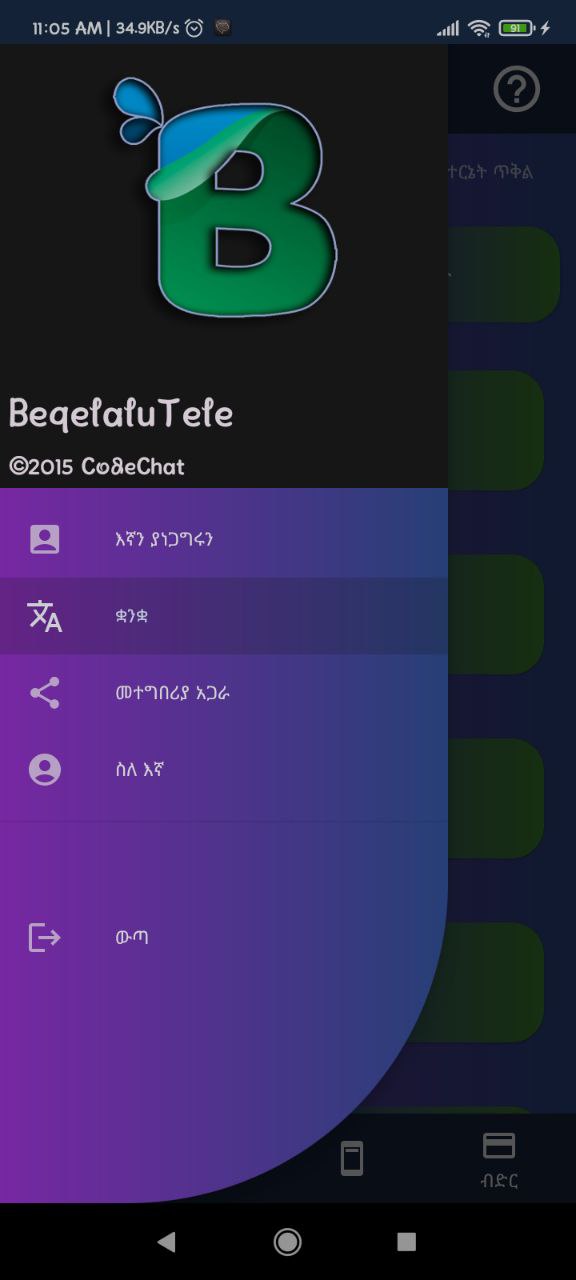 11:05 AM | 34.9KB/s
91
B
ተርኔት ጥቅል
BeqelaluTele
©2015 CodeChat
እኛን ያነጋግሩን
ቋንቋ
መተግበሪያ አጋራ
ስለ እኛ
ውጣ
ብድር